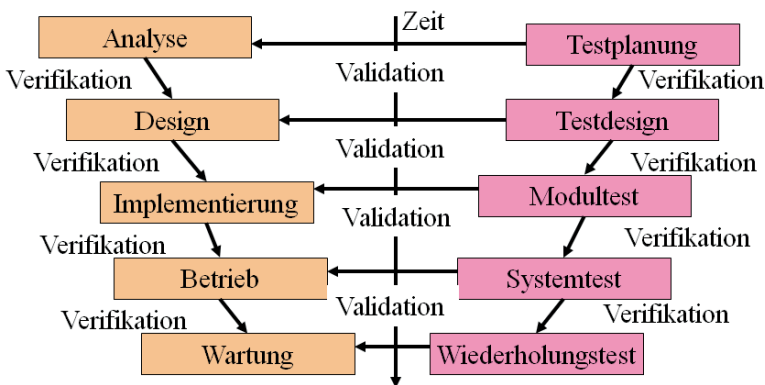 Zeit
Analyse
Testplanung
Verifikation
Validation
Verifikation
Design
Testdesign
Verifikation
Validation
Verifikation
Implementierung
Modultest
Verifikation
Validation
Verifikation
Betrieb
Systemtest
Verifikation
Validation
Verifikation
Wartung
Wiederholungstest